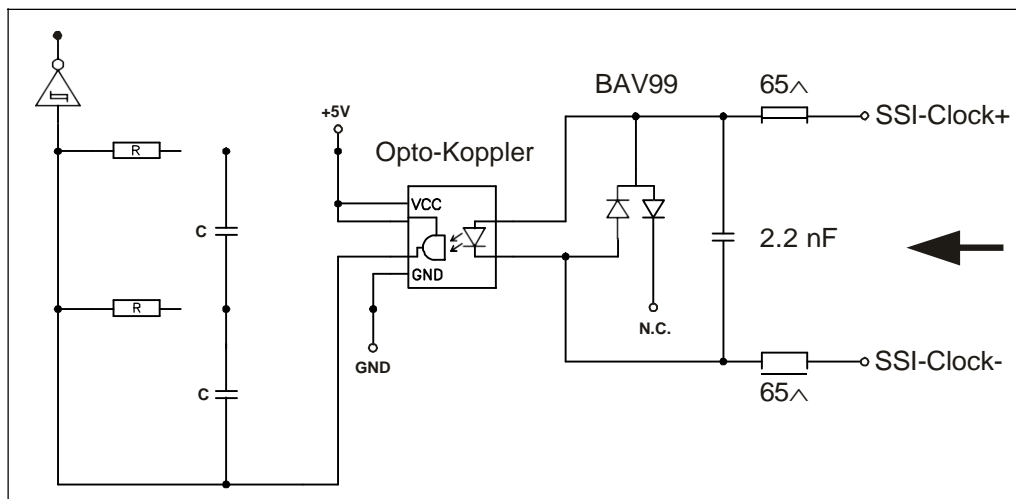 BAV99
65^
SSI-Clock+
+5V
Opto-Koppler
R
VCC
C
2.2 nF
GND
R
N.C.
GND
SSI-Clock-
C
65^